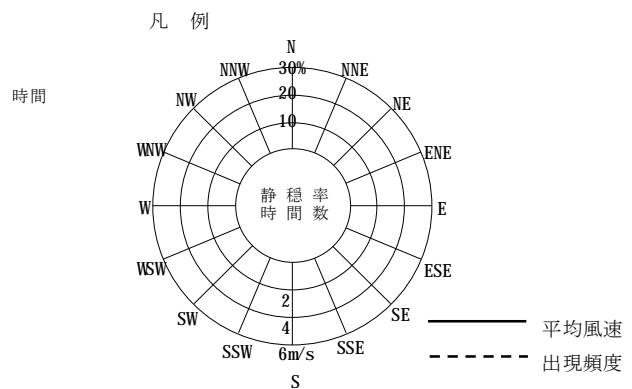 凡 例
N
NNW 30% NNE
時間
NW 20 NE
10
WNW ENE
静 穏 率
W 時 間 数 E
WSW ESE
2
SW 4 SE
SSW 6m/s SSE
S
平均風速
出現頻度